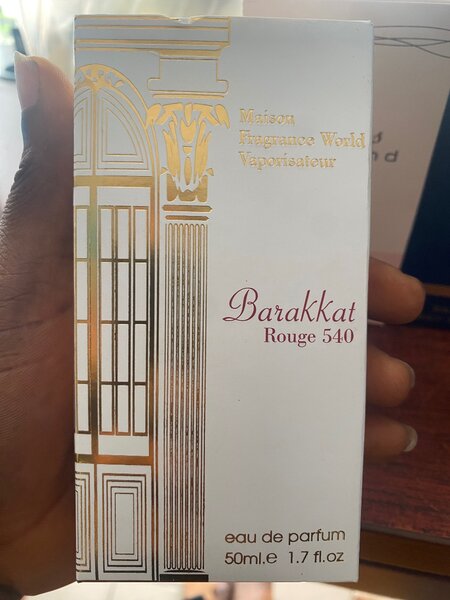 Maison
Fragrance World
Vaporisateur
Barakkat
Rouge 540
eau de parfum
50ml.e 1.7 fl.oz